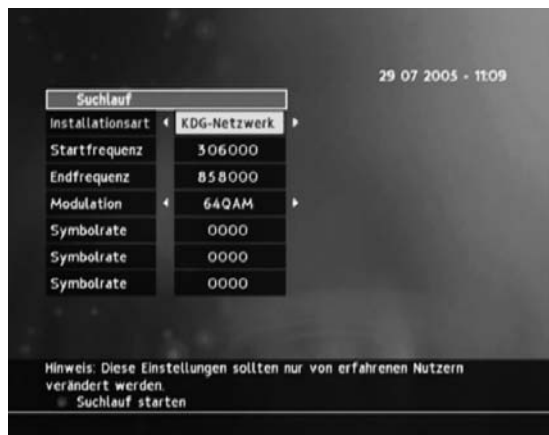 29 07 2005 - 11:09
Suchlauf
Installationsart KDG-Netzwerk
Startfrequenz 306000
Endfrequenz 858000
Modulation 64QAM
Symbolrate 0000
Symbolrate 0000
Symbolrate 0000
Hinweis: Diese Einstellungen sollten nur von erfahrenen Nutzern
verändert werden.
Suchlauf starten